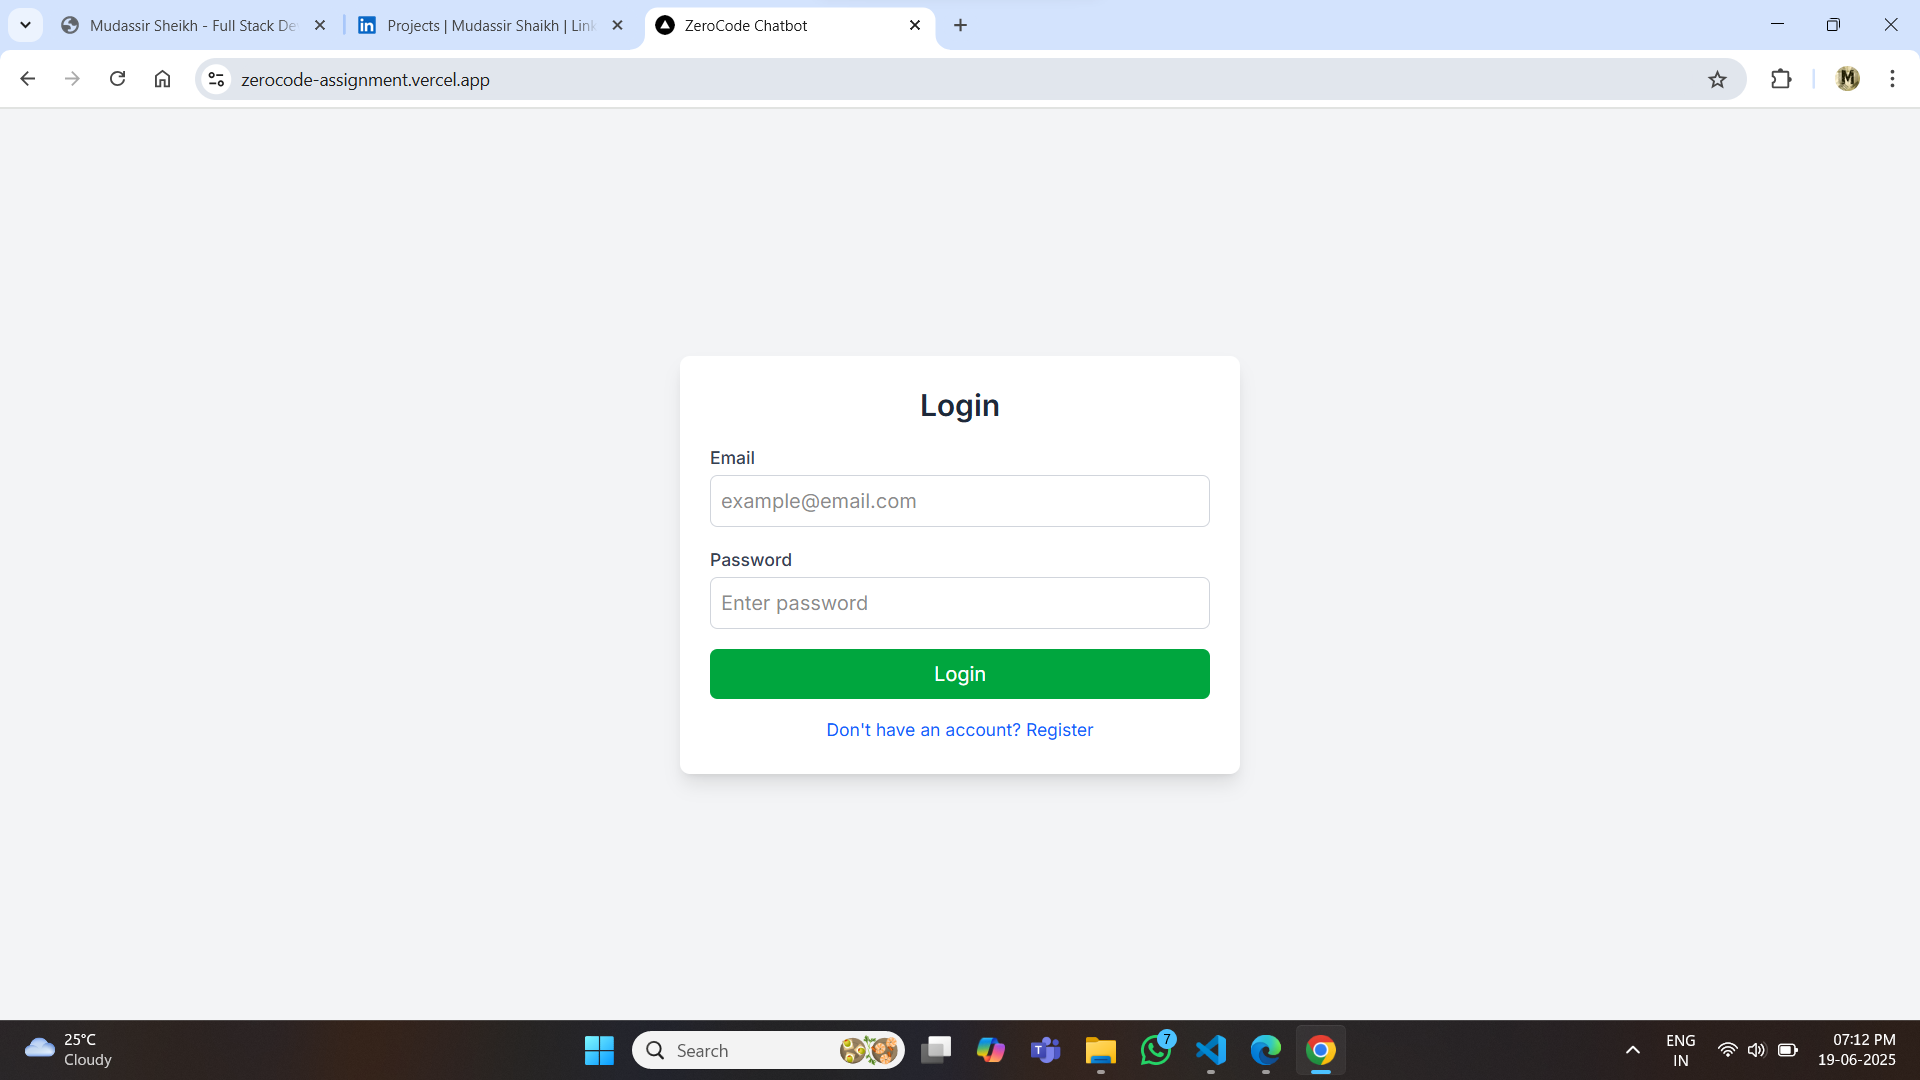 Mudassir Sheikh - Full Stack De
Projects | Mudassir Shaikh | Link
ZeroCode Chatbot
zerocode-assignment.vercel.app
M
Login
Email
example@email.com
Password
Enter password
Login
Don't have an account? Register
25°C
Cloudy
Search
7
ENG
IN
07:12 PM
19-06-2025